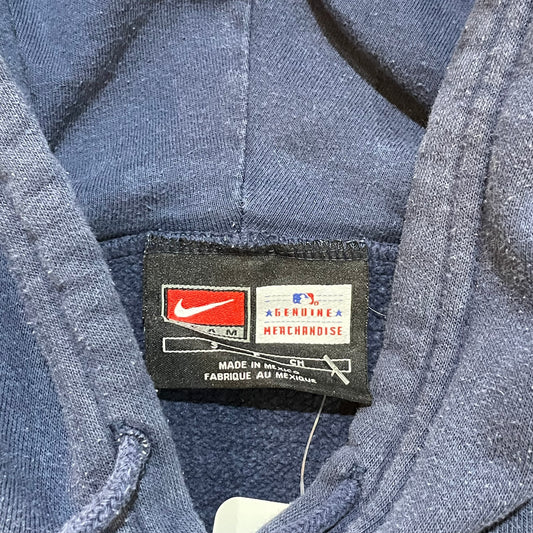 GENUINE
MERCHANDISE
S CH
MADE IN MEXICO
FABRIQUE AU MEXIQUE